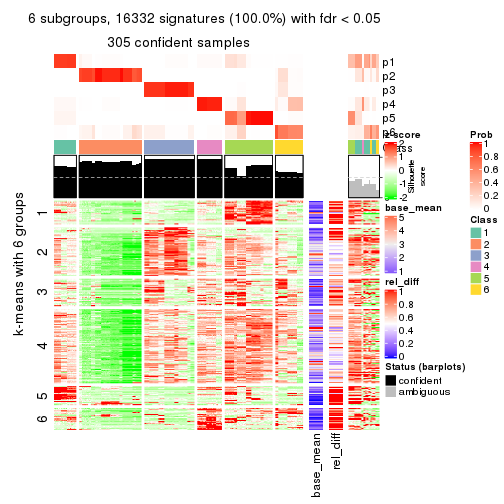 6 subgroups, 16332 signatures (100.0%) with fdr < 0.05
305 confident samples
p1
p2
p3
p4
p5
p6
Class
z-score
2
1
0
-1
-2
Silhouette
score
Prob
1
0.8
0.6
0.4
0.2
0
base_mean
5
4
3
2
1
Class
1
2
3
4
5
6
rel_diff
1
0.8
0.6
0.4
0.2
0
Status (barplots)
confident
ambiguous
k-means with 6 groups
1
2
3
4
5
6
base_mean
rel_diff